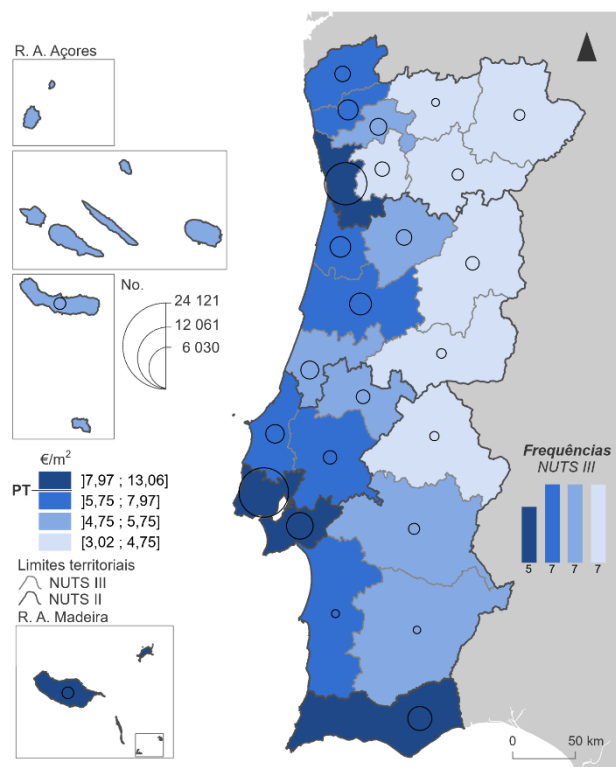 R. A. Açores
No.
24 121
12 061
6 030
€/m²
]7,97 ; 13,06]
PT
]5,75 ; 7,97]
]4,75 ; 5,75]
[3,02 ; 4,75]
Limites territoriais
NUTS III
NUTS II
R. A. Madeira
Frequências
NUTS III
5 7 7 7
0 50 km